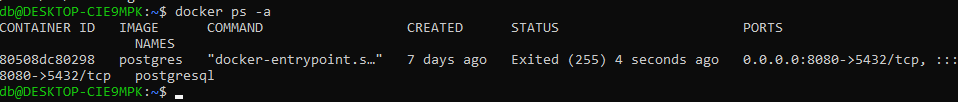 db@DESKTOP-CIE9MPK:~$ docker ps -a
CONTAINER ID   IMAGE      COMMAND                  CREATED      STATUS                       PORTS
                 NAMES
80508dc80298   postgres   "docker-entrypoint.s…"   7 days ago   Exited (255) 4 seconds ago   0.0.0.0:8080->5432/tcp, :::
8080->5432/tcp   postgresql
db@DESKTOP-CIE9MPK:~$